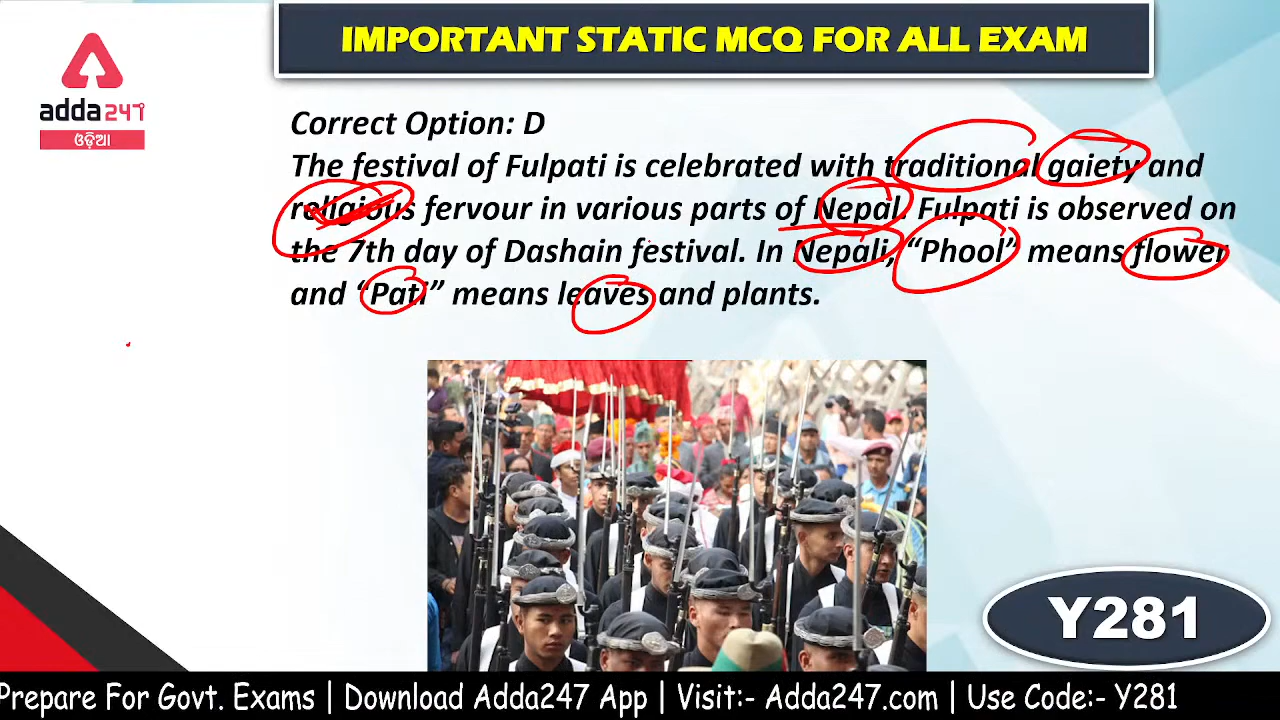 IMPORTANT STATIC MCQ FOR ALL EXAM
adda247
ଓଡ଼ିଆ
Correct Option: D
The festival of Fulpati is celebrated with traditional gaiety and
religious fervour in various parts of Nepal. Fulpati is observed on
the 7th day of Dashain festival. In Nepali, “Phool” means flower
and “Pati” means leaves and plants.
Y281
Prepare For Govt. Exams | Download Adda247 App | Visit:- Adda247.com | Use Code:- Y281